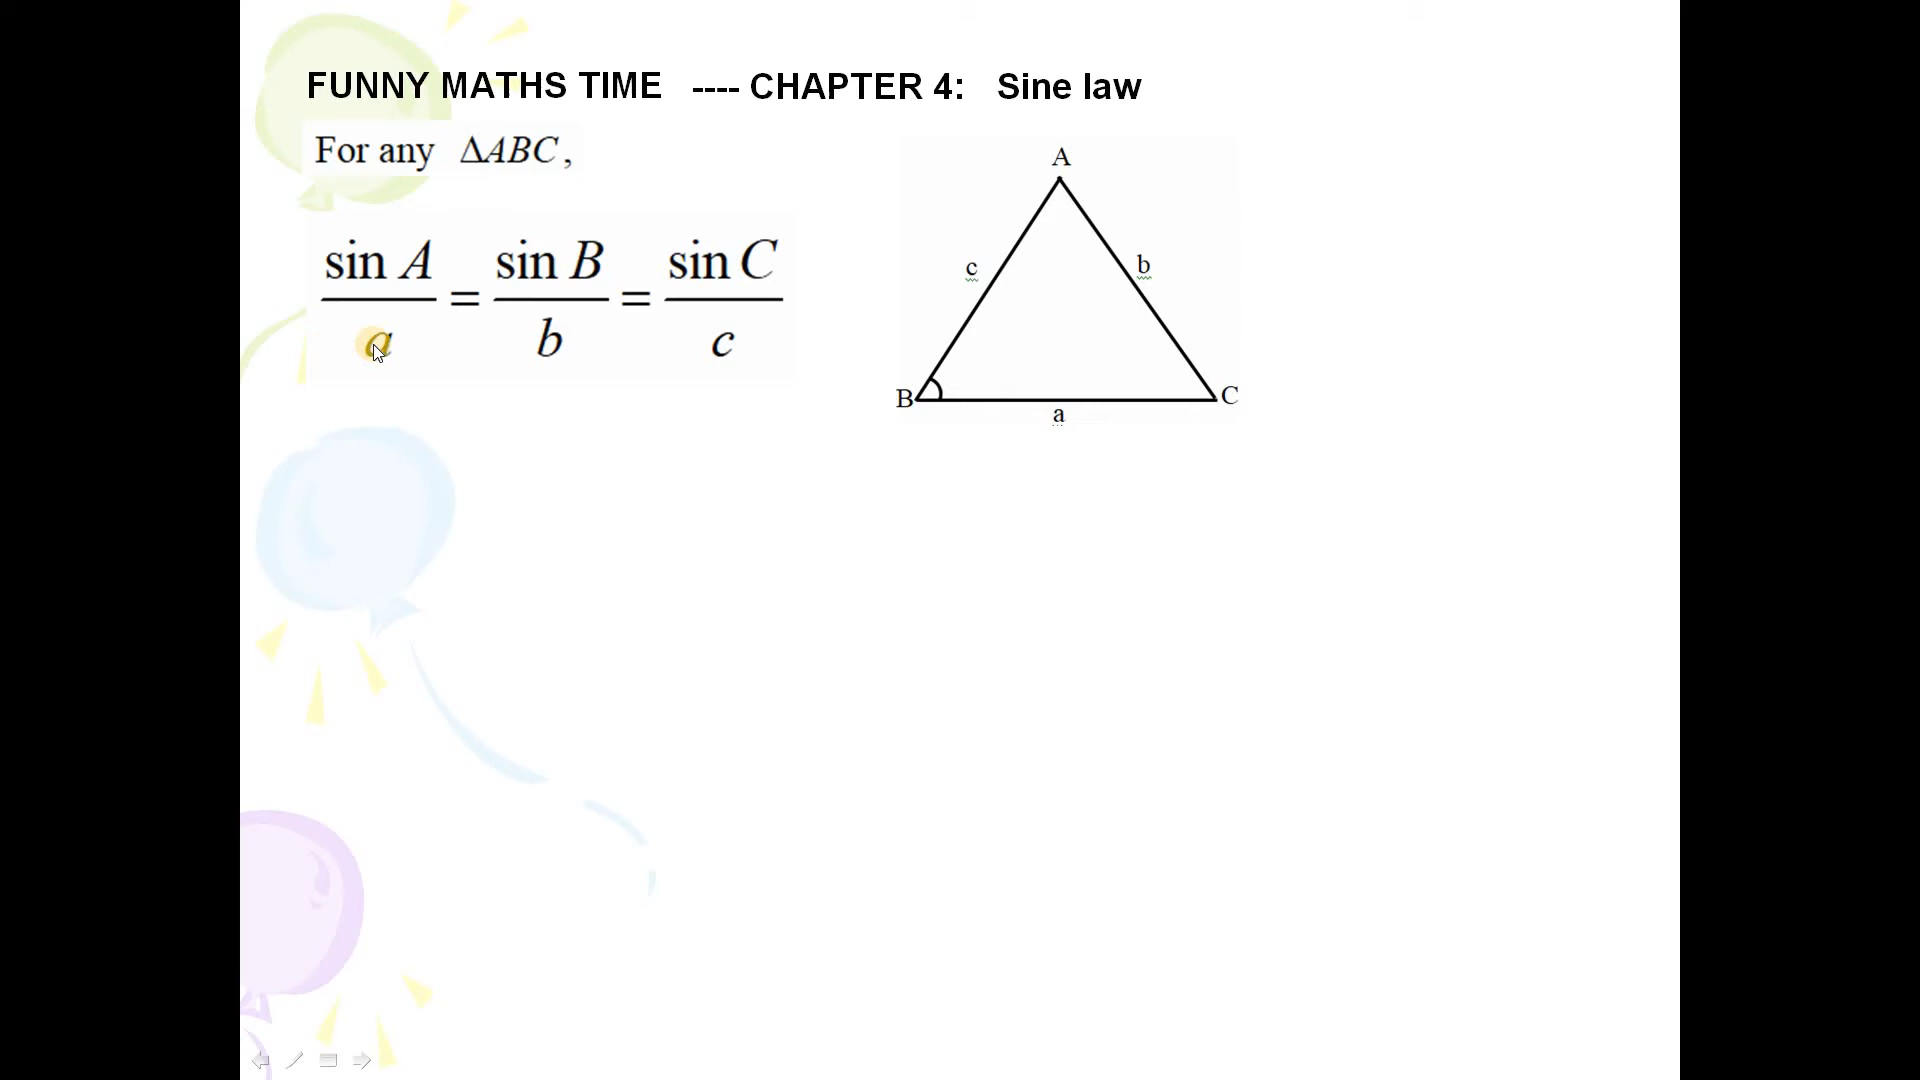 FUNNY MATHS TIME ---- CHAPTER 4: Sine law
For any ΔABC,
sin A / a = sin B / b = sin C / c
A
c
b
B
C
a